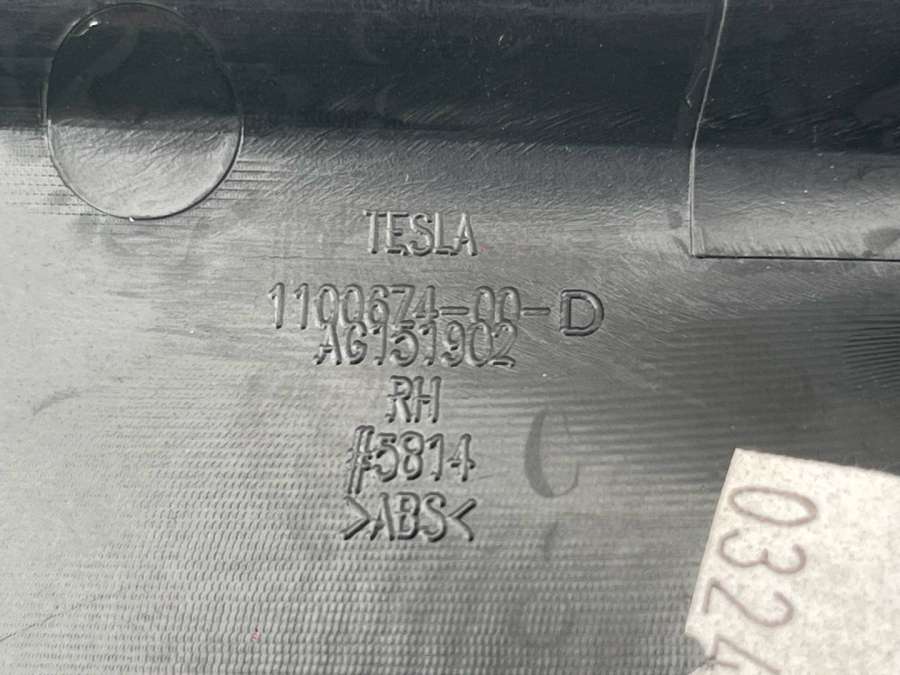 TESLA
1100674-00-D
AG151902
RH
#5814
>ABS<
0324